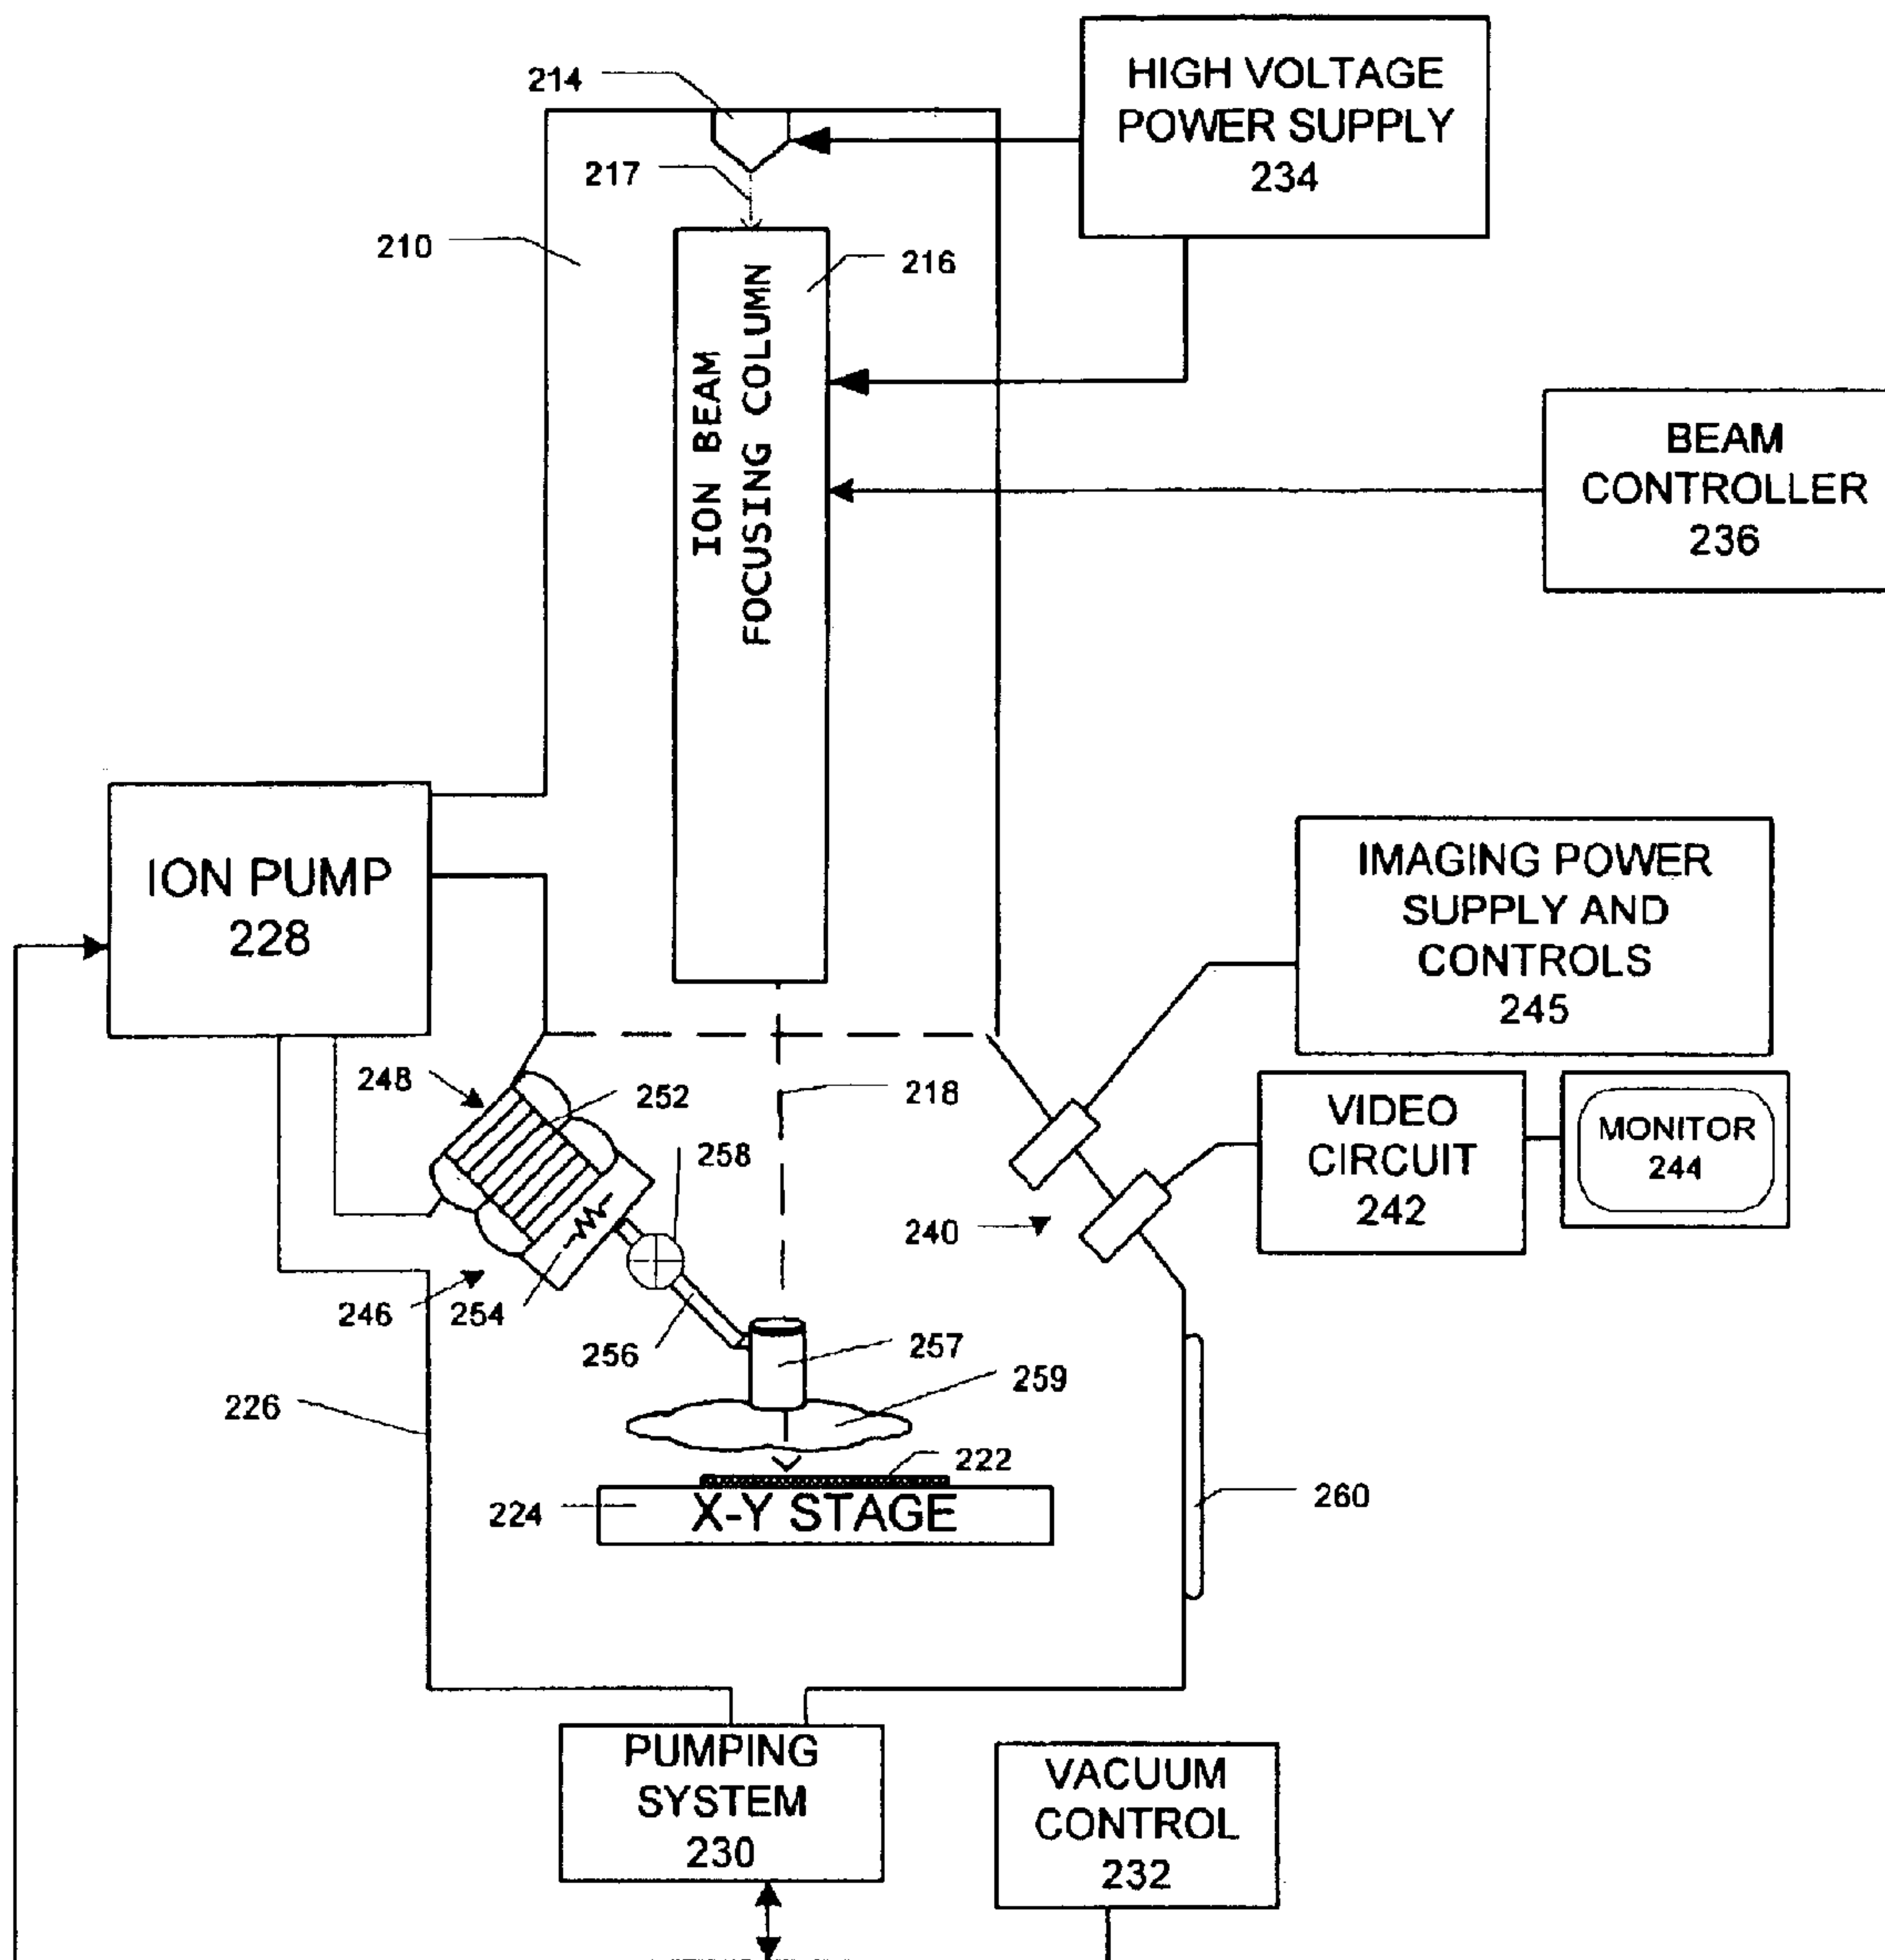 214
HIGH VOLTAGE
POWER SUPPLY
234
217
210
216
ION BEAM
FOCUSING COLUMN
BEAM
CONTROLLER
236
ION PUMP
228
IMAGING POWER
SUPPLY AND
CONTROLS
245
248
252
218
VIDEO
CIRCUIT
242
MONITOR
244
258
240
246
254
256
257
259
226
222
224
X-Y STAGE
260
PUMPING
SYSTEM
230
VACUUM
CONTROL
232